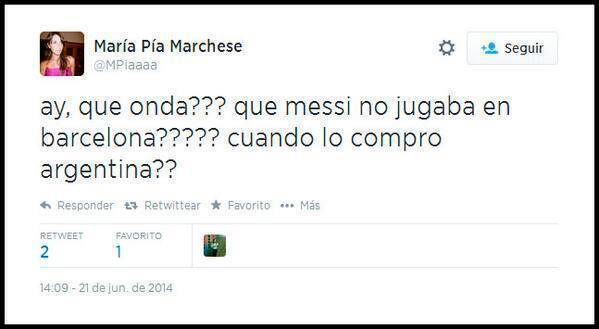 María Pía Marchese
@MPiaaaa
Seguir
ay, que onda??? que messi no jugaba en
barcelona????? cuando lo compro
argentina??
Responder Retwittear Favorito Más
RETWEET FAVORITO
2 1
14:09 - 21 de jun. de 2014